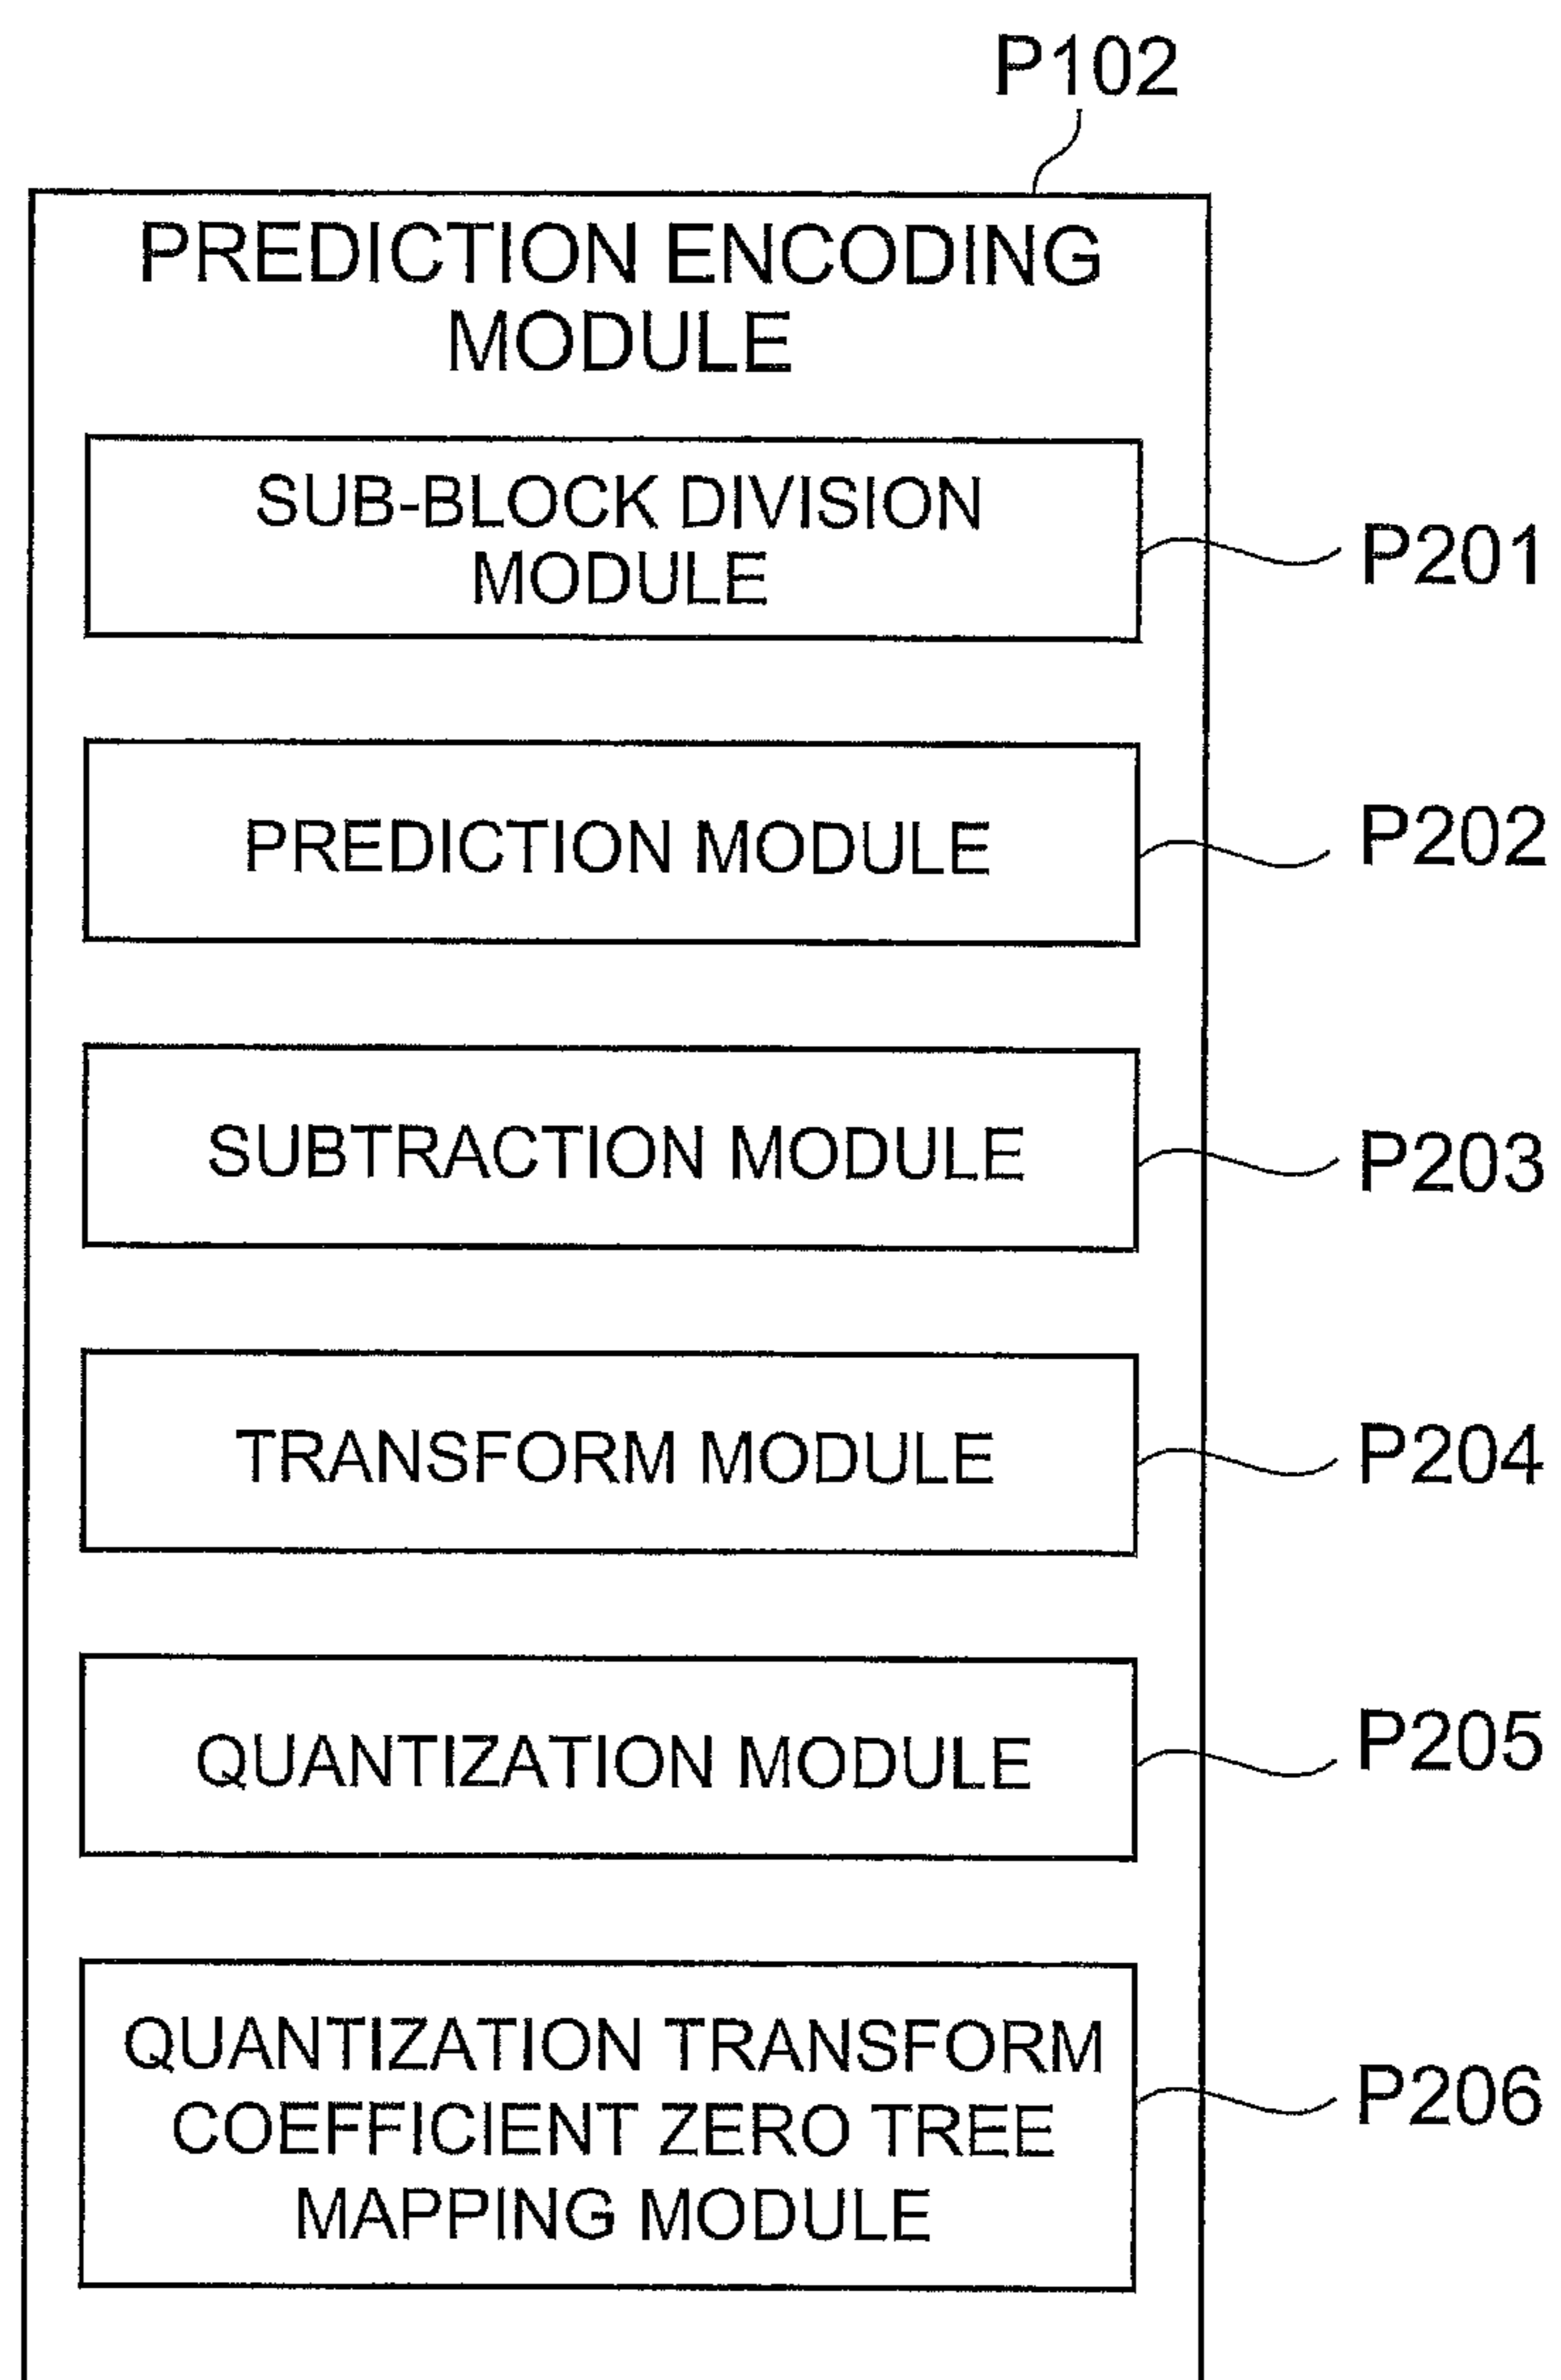 P102
PREDICTION ENCODING
MODULE
SUB-BLOCK DIVISION
MODULE
P201
PREDICTION MODULE
P202
SUBTRACTION MODULE
P203
TRANSFORM MODULE
P204
QUANTIZATION MODULE
P205
QUANTIZATION TRANSFORM
COEFFICIENT ZERO TREE
MAPPING MODULE
P206